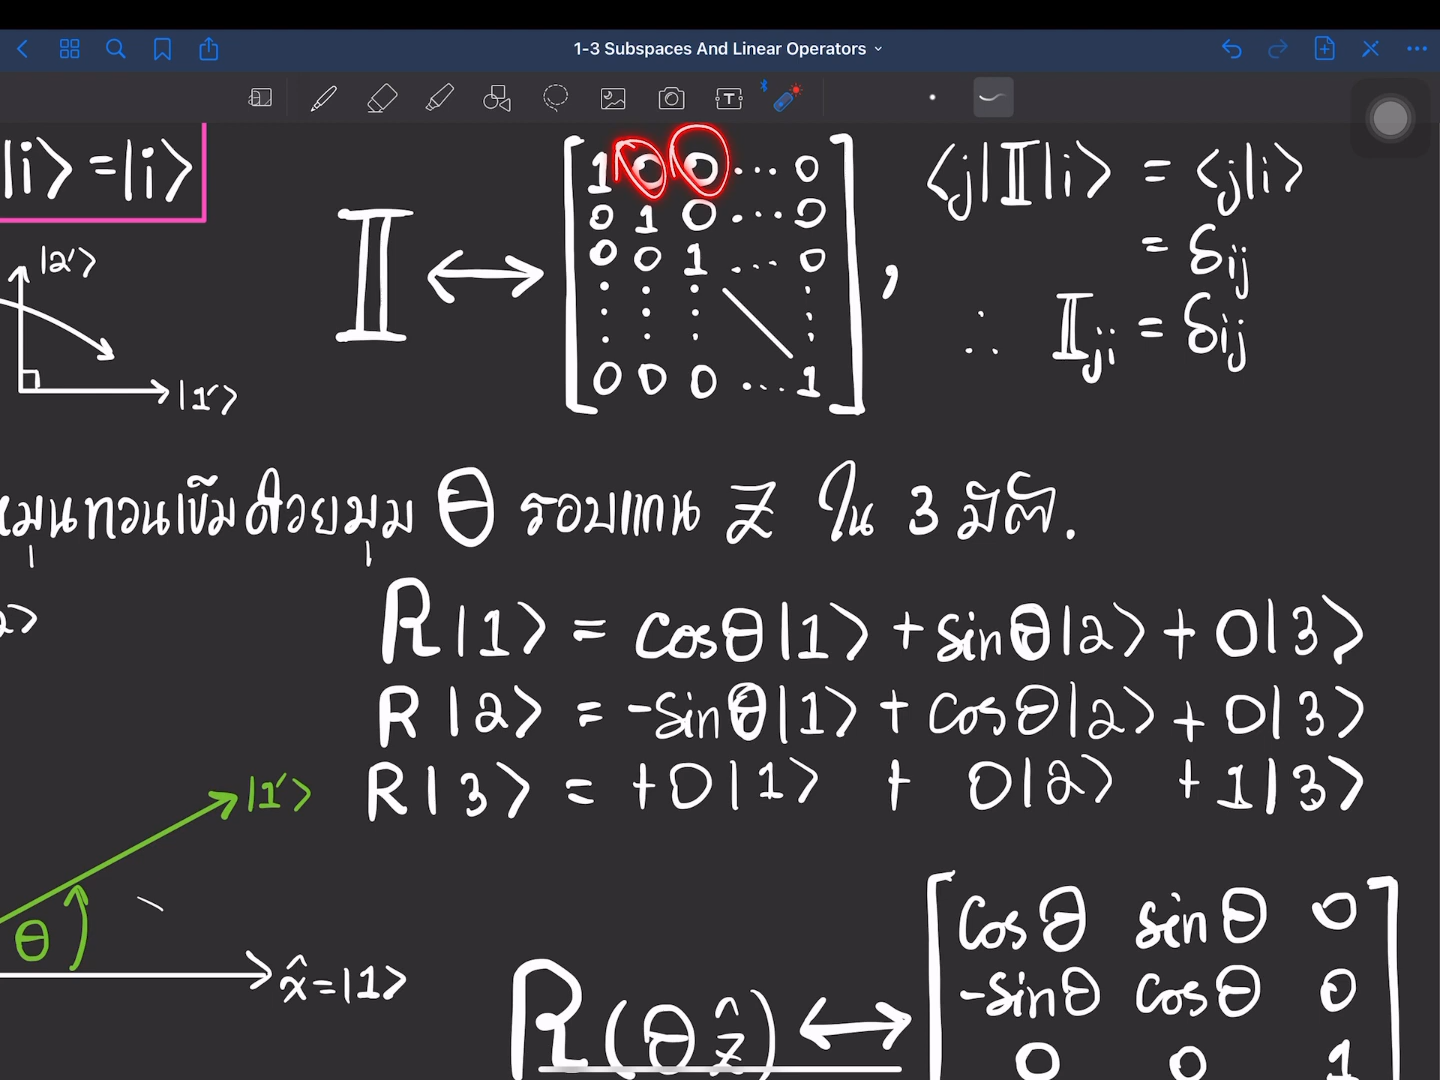 1-3 Subspaces And Linear Operators
|i⟩ = |i⟩
|2'⟩
|1'⟩
𝕀 ↔
1 0 0 ... 0
0 1 0 ... 0
0 0 1 ... 0
0 0 0 ... 1
,
⟨j|𝕀|i⟩ = ⟨j|i⟩
= δij
∴ 𝕀ji = δij
หมุนทวนเข็มด้วยมุม θ รอบแกน Z ใน 3 มิติ.
2⟩
R|1⟩ = cosθ|1⟩ + sinθ|2⟩ + 0|3⟩
R|2⟩ = -sinθ|1⟩ + cosθ|2⟩ + 0|3⟩
R|3⟩ = +0|1⟩ + 0|2⟩ + 1|3⟩
|1'⟩
θ
x̂=|1⟩
R(θẑ) ↔
cosθ sinθ 0
-sinθ cosθ 0
0 0 1